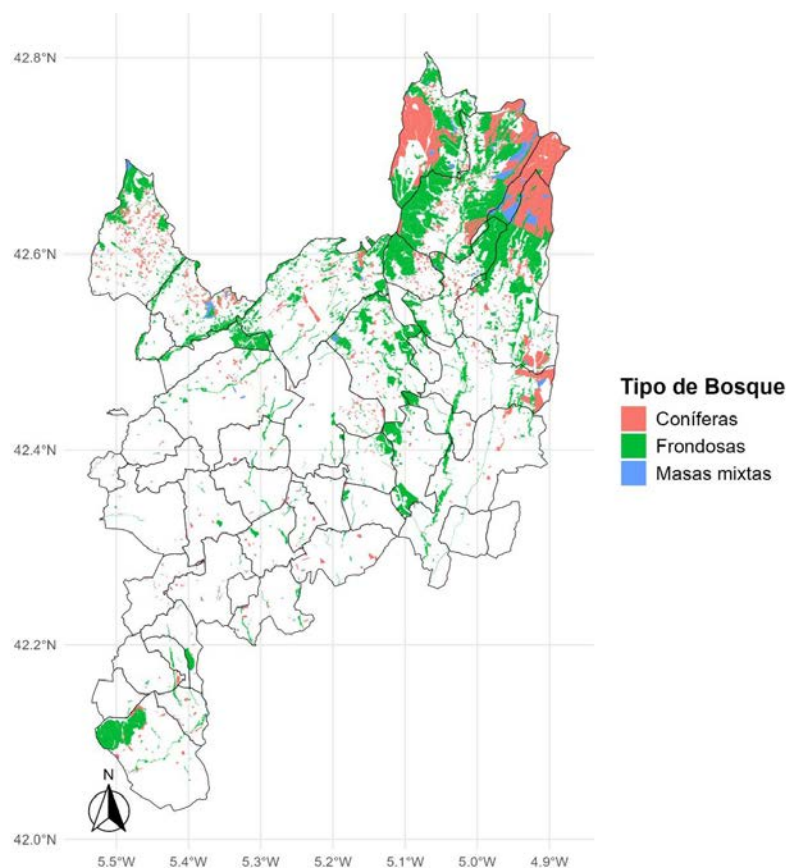 42.8°N
42.6°N
42.4°N
42.2°N
42.0°N
Tipo de Bosque
Coníferas
Frondosas
Masas mixtas
N
5.5°W 5.4°W 5.3°W 5.2°W 5.1°W 5.0°W 4.9°W